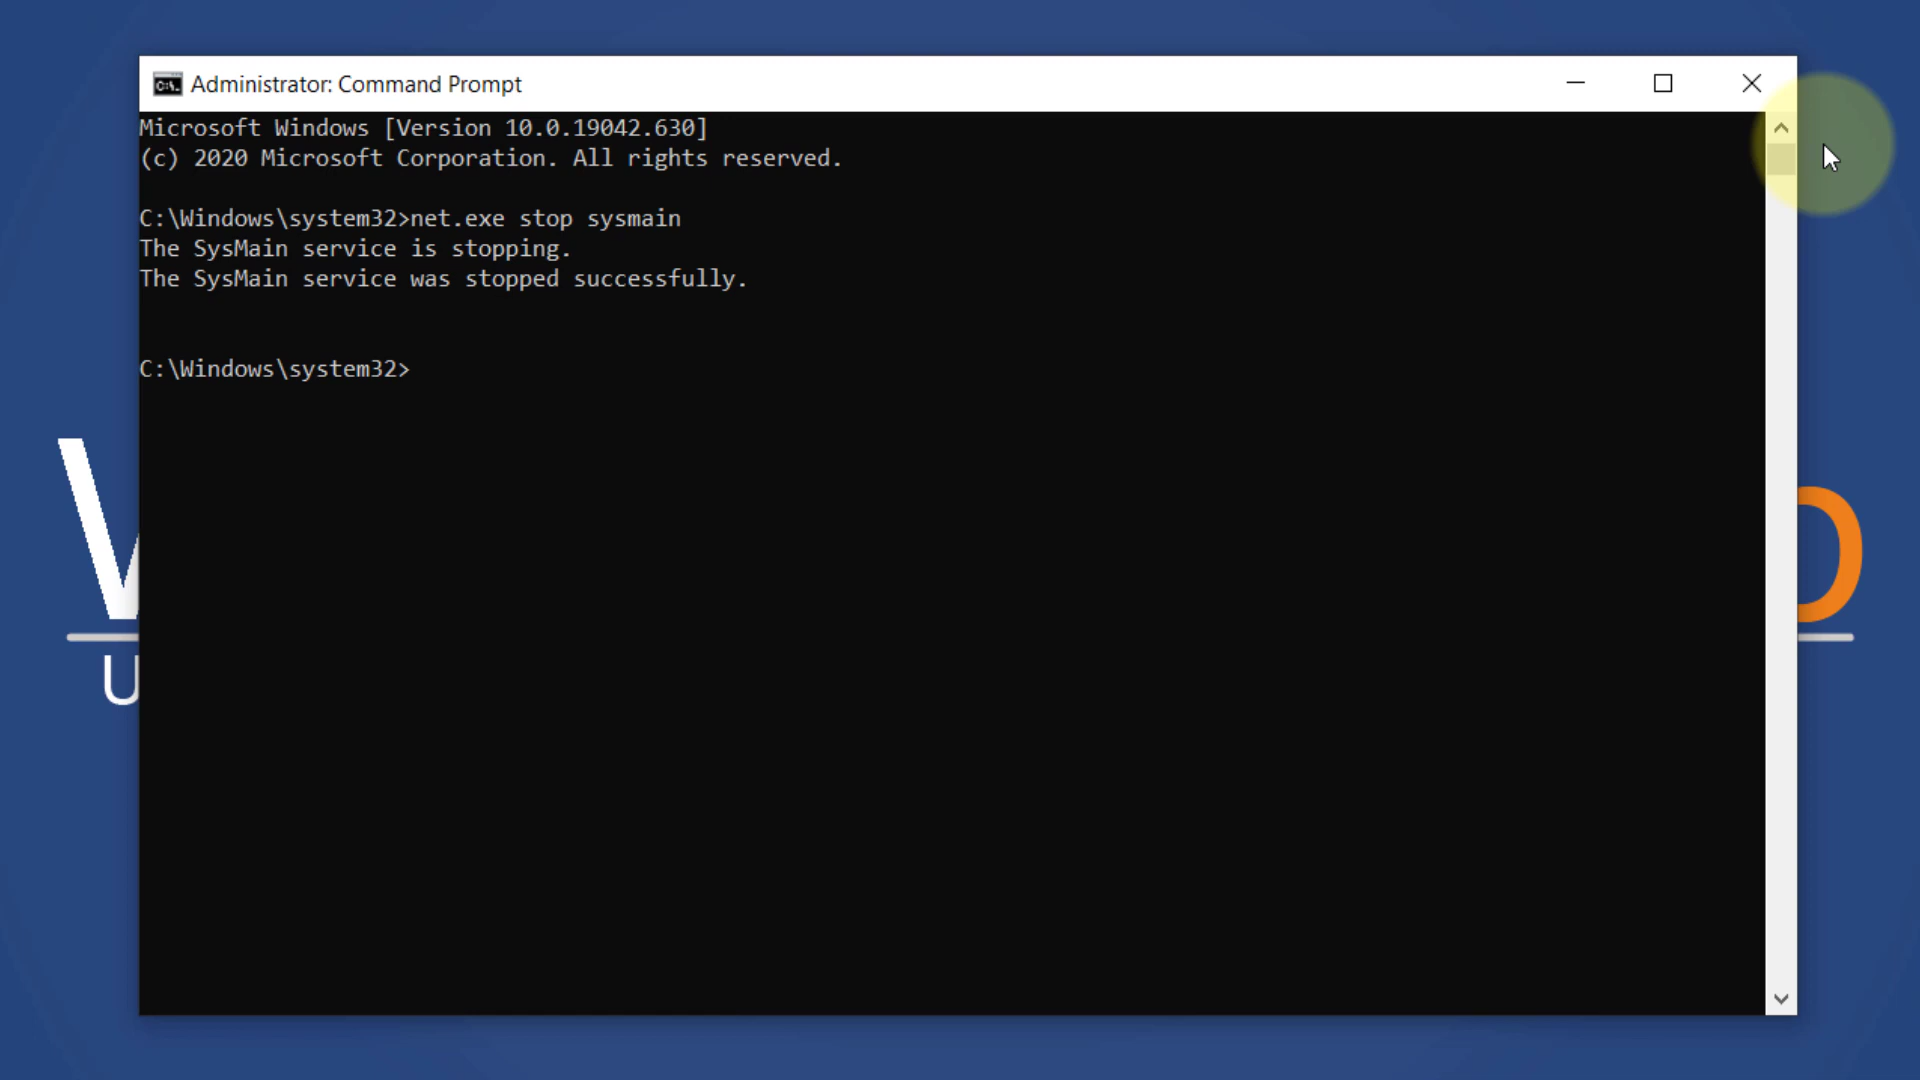 Administrator: Command Prompt
Microsoft Windows [Version 10.0.19042.630]
(c) 2020 Microsoft Corporation. All rights reserved.
C:\Windows\system32>net.exe stop sysmain
The SysMain service is stopping.
The SysMain service was stopped successfully.
C:\Windows\system32>